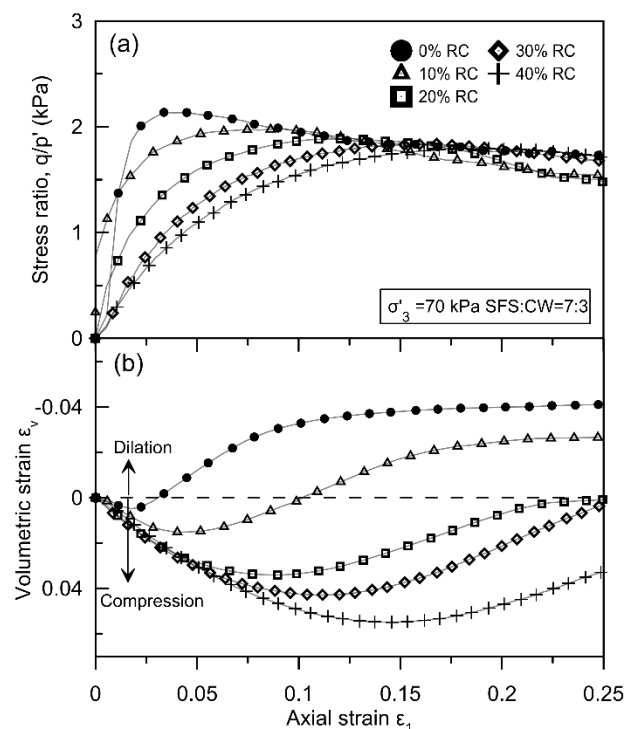 3
(a)
0% RC
30% RC
10% RC
40% RC
20% RC
2
1
0
Stress ratio, q/p' (kPa)
σ'3 =70 kPa SFS:CW=7:3
(b)
-0.04
0
0.04
Dilation
Compression
Volumetric strain εv
0 0.05 0.1 0.15 0.2 0.25
Axial strain ε1